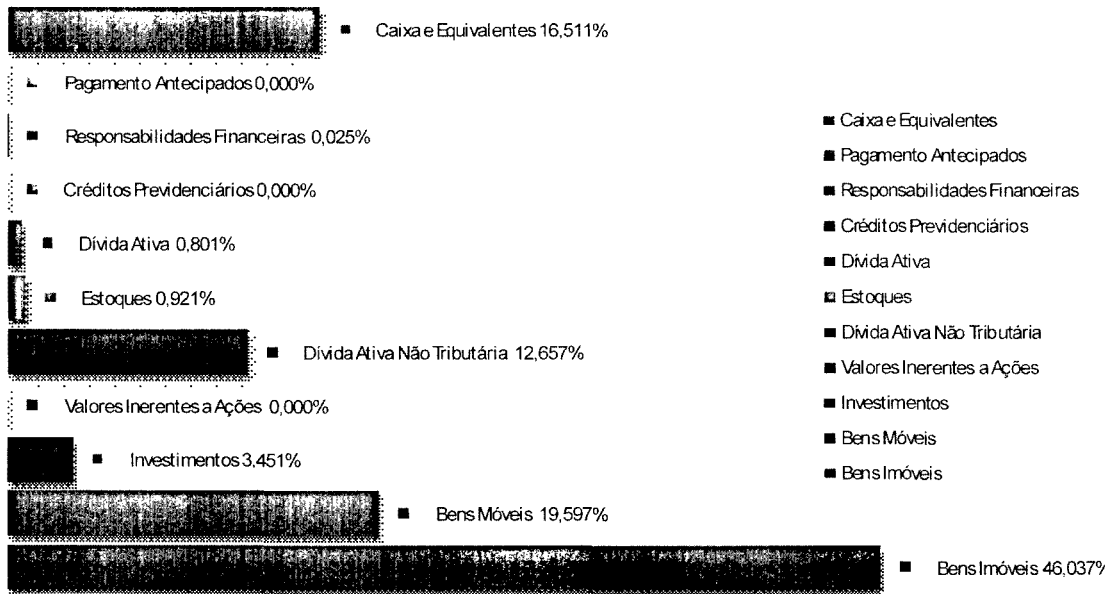 Caixa e Equivalentes 16,511%
Pagamento Antecipados 0,000%
Responsabilidades Financeiras 0,025%
Créditos Previdenciários 0,000%
Dívida Ativa 0,801%
Estoques 0,921%
Dívida Ativa Não Tributária 12,657%
Valores Inerentes a Ações 0,000%
Investimentos 3,451%
Bens Móveis 19,597%
Bens Imóveis 46,037%
Caixa e Equivalentes
Pagamento Antecipados
Responsabilidades Financeiras
Créditos Previdenciários
Dívida Ativa
Estoques
Dívida Ativa Não Tributária
Valores Inerentes a Ações
Investimentos
Bens Móveis
Bens Imóveis